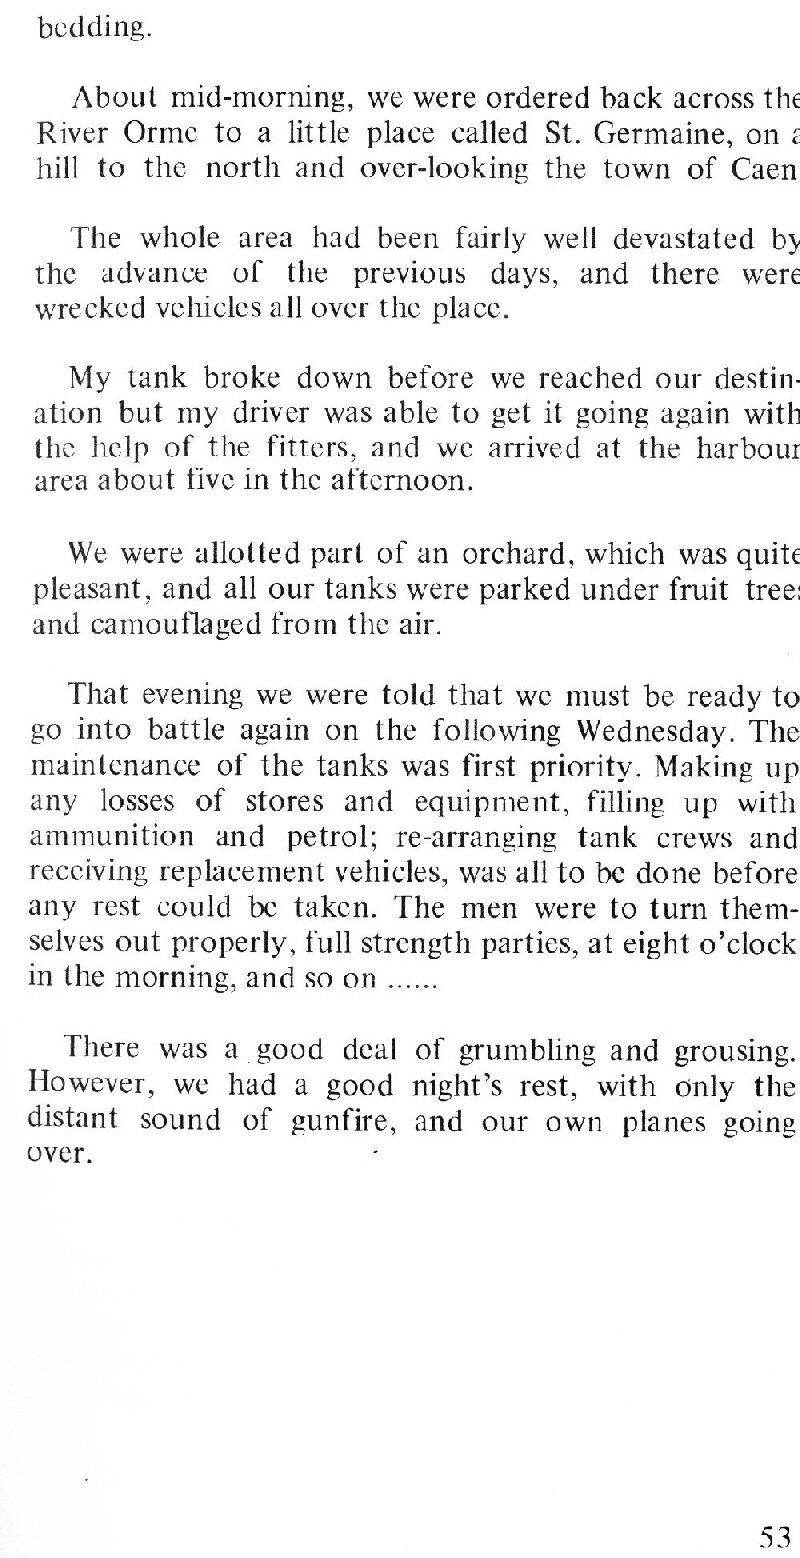 bedding.
About mid-morning, we were ordered back across the
River Orme to a little place called St. Germaine, on a
hill to the north and over-looking the town of Caen
The whole area had been fairly well devastated by
the advance of the previous days, and there were
wrecked vehicles all over the place.
My tank broke down before we reached our destin-
ation but my driver was able to get it going again with
the help of the fitters, and we arrived at the harbour
area about five in the afternoon.
We were allotted part of an orchard, which was quite
pleasant, and all our tanks were parked under fruit trees
and camouflaged from the air.
That evening we were told that we must be ready to
go into battle again on the following Wednesday. The
maintenance of the tanks was first priority. Making up
any losses of stores and equipment, filling up with
ammunition and petrol; re-arranging tank crews and
receiving replacement vehicles, was all to be done before
any rest could be taken. The men were to turn them-
selves out properly, full strength parties, at eight o’clock
in the morning, and so on ......
There was a good deal of grumbling and grousing.
However, we had a good night’s rest, with only the
distant sound of gunfire, and our own planes going
over.
53